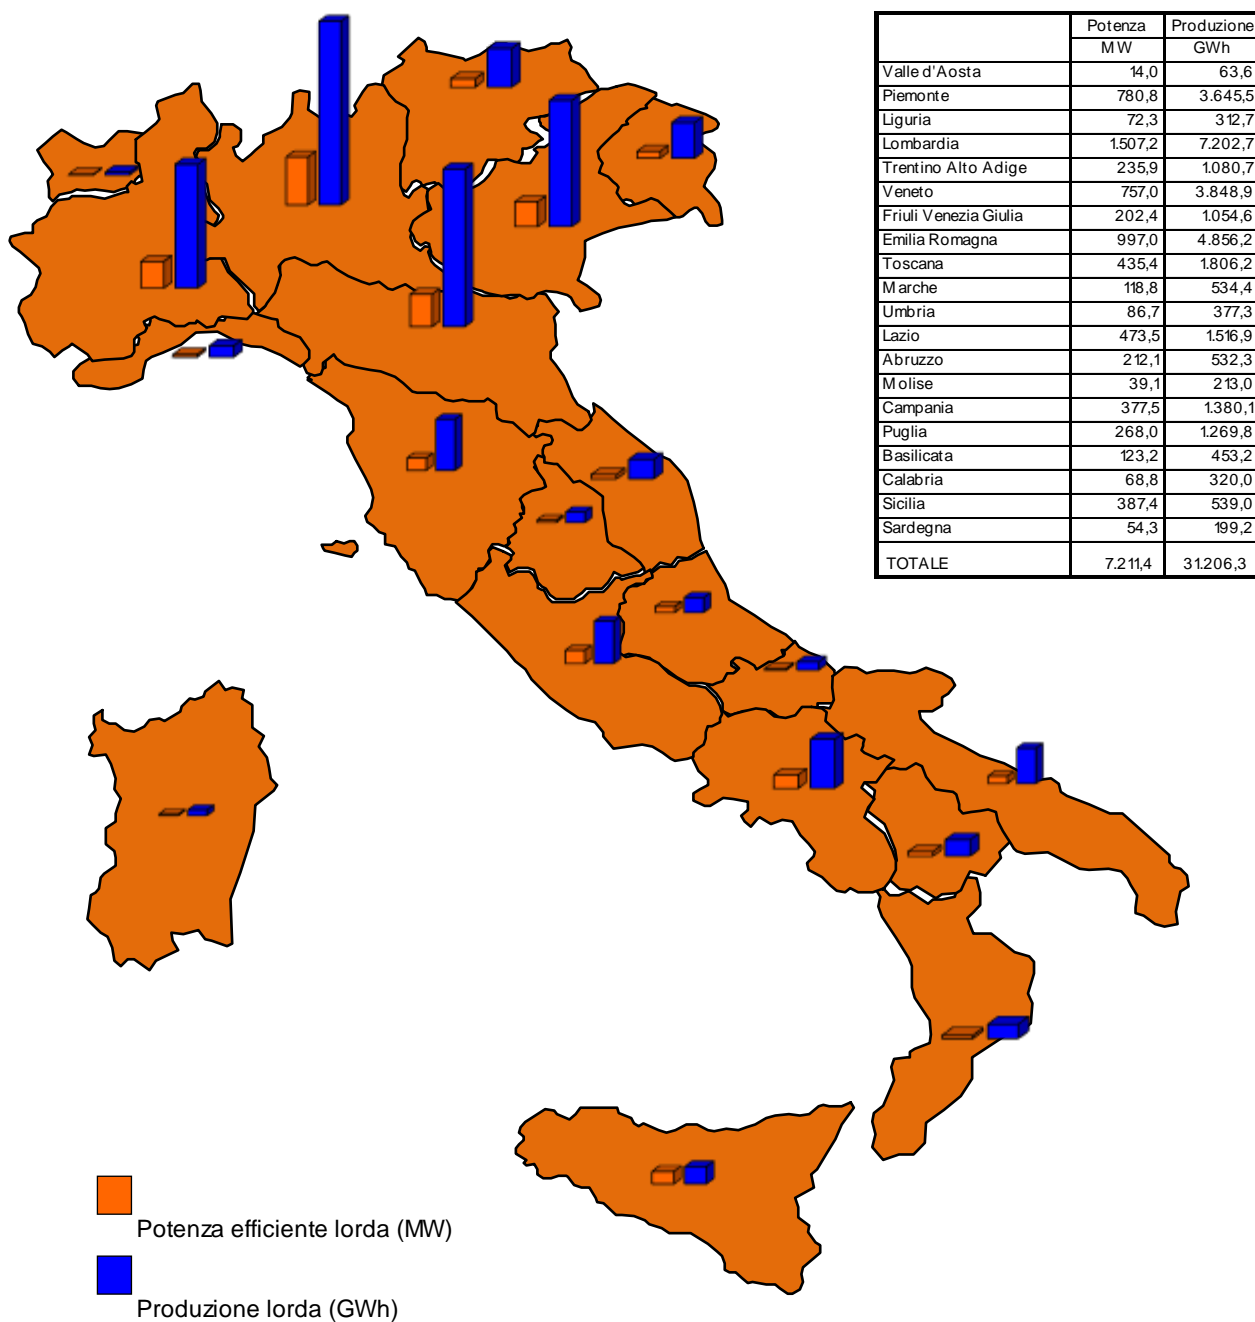 Potenza Produzione
MW GWh
Valle d'Aosta 14,0 63,6
Piemonte 780,8 3.645,5
Liguria 72,3 312,7
Lombardia 1.507,2 7.202,7
Trentino Alto Adige 235,9 1.080,7
Veneto 757,0 3.848,9
Friuli Venezia Giulia 202,4 1.054,6
Emilia Romagna 997,0 4.856,2
Toscana 435,4 1.806,2
Marche 118,8 534,4
Umbria 86,7 377,3
Lazio 473,5 1.516,9
Abruzzo 212,1 532,3
Molise 39,1 213,0
Campania 377,5 1.380,1
Puglia 268,0 1.269,8
Basilicata 123,2 453,2
Calabria 68,8 320,0
Sicilia 387,4 539,0
Sardegna 54,3 199,2
TOTALE 7.211,4 31.206,3
Potenza efficiente lorda (MW)
Produzione lorda (GWh)